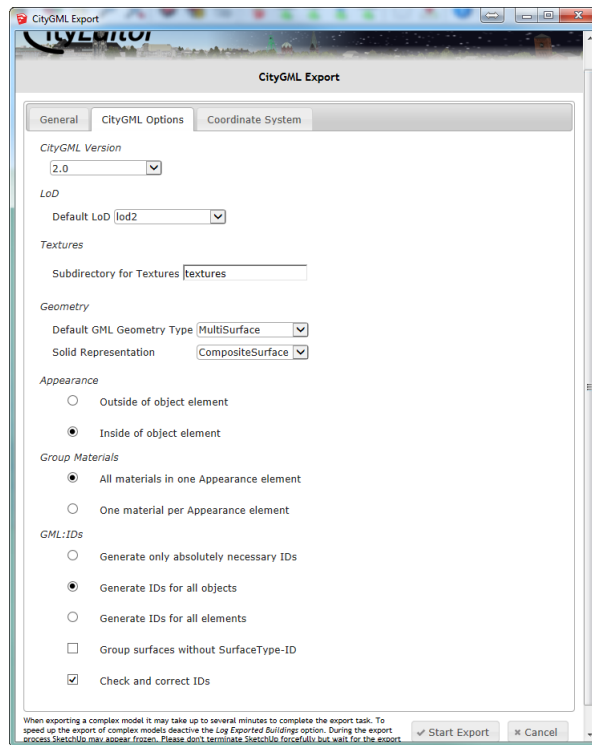 CityGML Export
CityEditor
CityGML Export
General
CityGML Options
Coordinate System
CityGML Version
2.0
LoD
Default LoD lod2
Textures
Subdirectory for Textures textures
Geometry
Default GML Geometry Type MultiSurface
Solid Representation CompositeSurface
Appearance
Outside of object element
Inside of object element
Group Materials
All materials in one Appearance element
One material per Appearance element
GML:IDs
Generate only absolutely necessary IDs
Generate IDs for all objects
Generate IDs for all elements
Group surfaces without SurfaceType-ID
Check and correct IDs
When exporting a complex model it may take up to several minutes to complete the export task. To
speed up the export of complex models deactive the Log Exported Buildings option. During the export
process SketchUp may appear frozen. Please don't terminate SketchUp forcefully but wait for the export
Start Export
Cancel